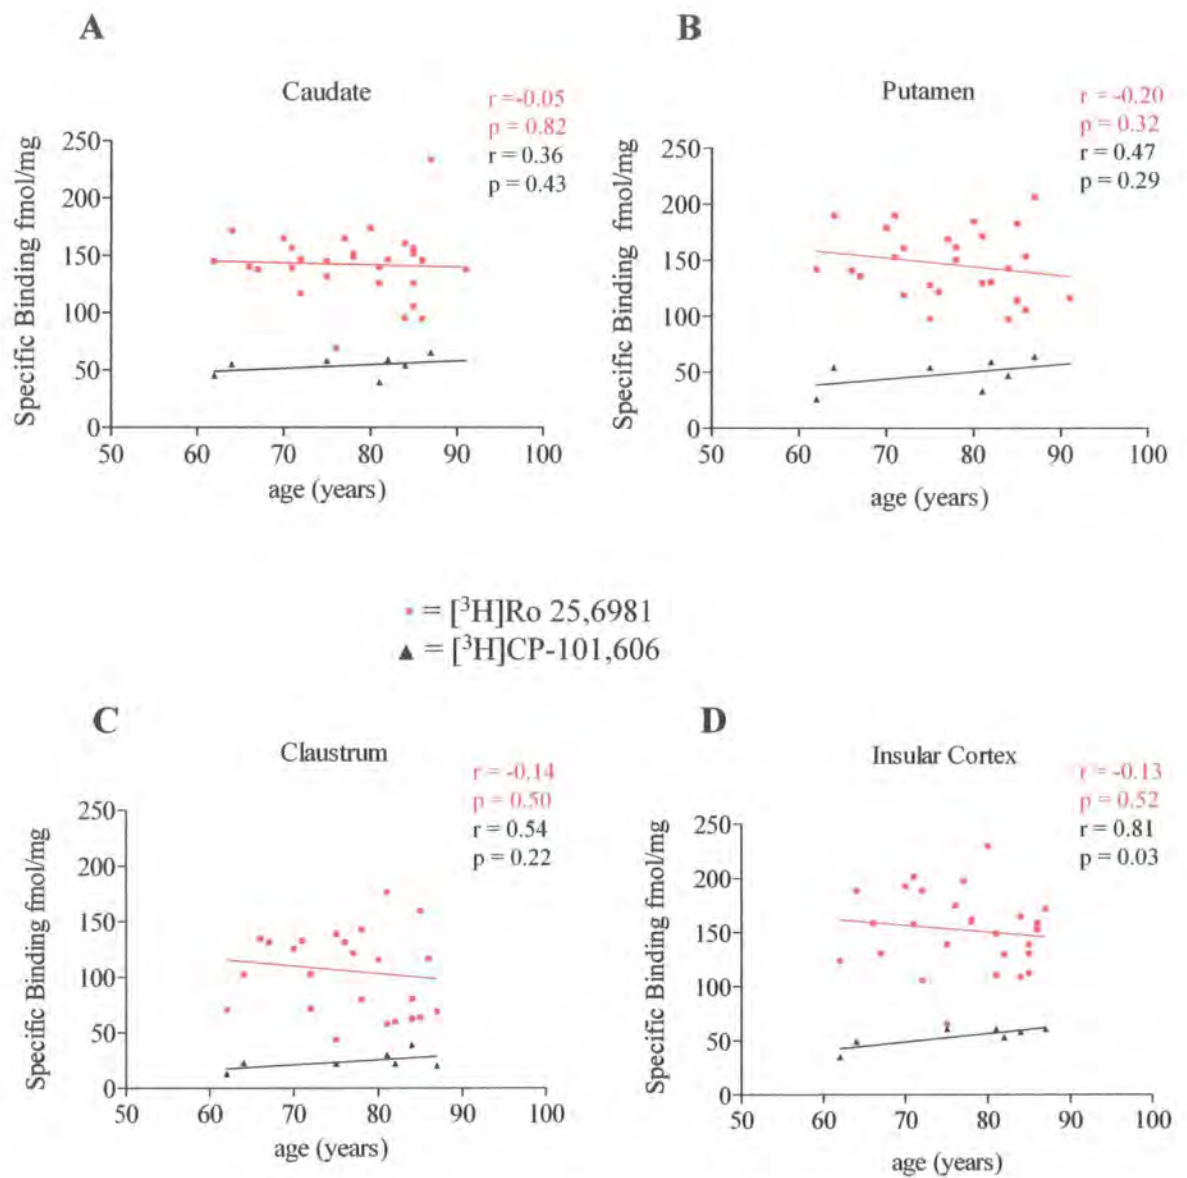 A
Caudate
r =-0.05
p = 0.82
r = 0.36
p = 0.43
Specific Binding fmol/mg
250
200
150
100
50
0
50 60 70 80 90 100
age (years)
B
Putamen
r = -0.20
p = 0.32
r = 0.47
p = 0.29
Specific Binding fmol/mg
250
200
150
100
50
0
50 60 70 80 90 100
age (years)
= [³H]Ro 25,6981
▲ = [³H]CP-101,606
C
Claustrum
r = -0.14
p = 0.50
r = 0.54
p = 0.22
Specific Binding fmol/mg
250
200
150
100
50
0
50 60 70 80 90 100
age (years)
D
Insular Cortex
r = -0.13
p = 0.52
r = 0.81
p = 0.03
Specific Binding fmol/mg
250
200
150
100
50
0
50 60 70 80 90 100
age (years)